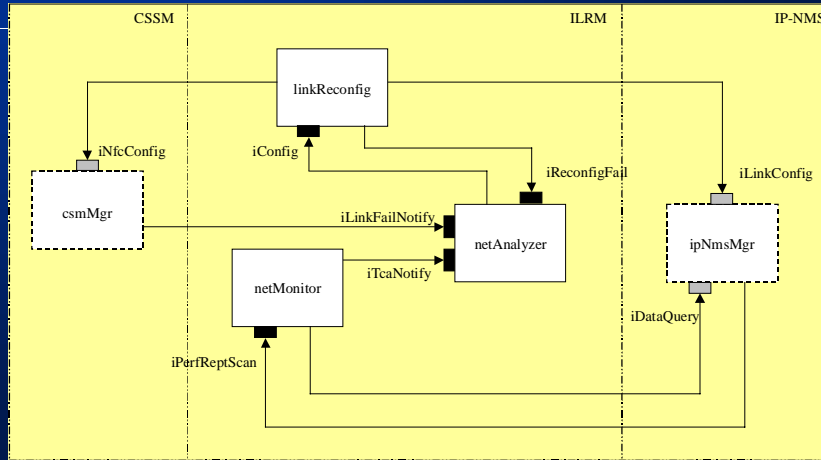 CSSM
ILRM
IP-NMS
linkReconfig
iNfcConfig
iConfig
iReconfigFail
iLinkConfig
csmMgr
iLinkFailNotify
netAnalyzer
ipNmsMgr
iTcaNotify
netMonitor
iDataQuery
iPerfReptScan